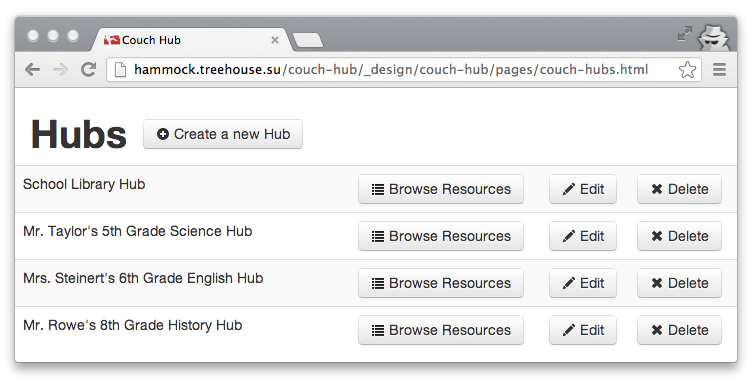 Couch Hub
hammock.treehouse.su/couch-hub/_design/couch-hub/pages/couch-hubs.html
Hubs Create a new Hub
School Library Hub Browse Resources Edit Delete
Mr. Taylor's 5th Grade Science Hub Browse Resources Edit Delete
Mrs. Steinert's 6th Grade English Hub Browse Resources Edit Delete
Mr. Rowe's 8th Grade History Hub Browse Resources Edit Delete